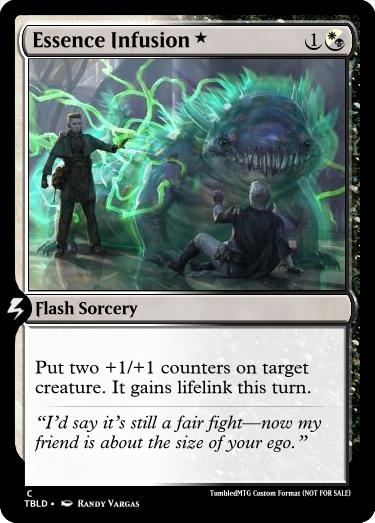 Essence Infusion ★ 1
Flash Sorcery
Put two +1/+1 counters on target
creature. It gains lifelink this turn.
“I’d say it’s still a fair fight—now my
friend is about the size of your ego.”
C
TBLD • Randy Vargas
TumbledMTG Custom Format (NOT FOR SALE)